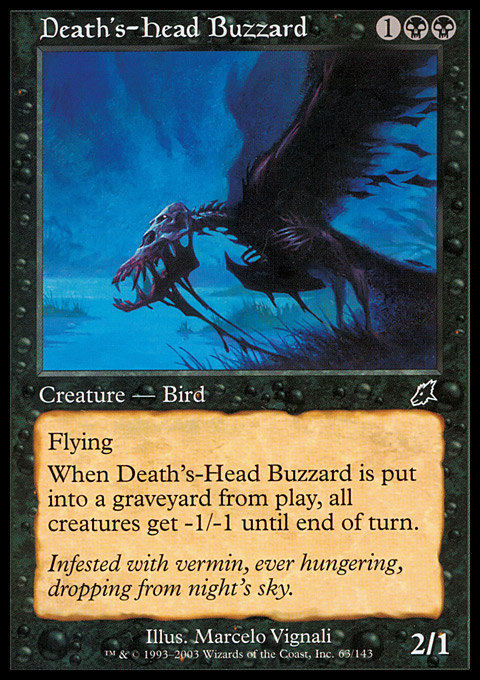 Death's-Head Buzzard 1
Creature — Bird
Flying
When Death's-Head Buzzard is put
into a graveyard from play, all
creatures get -1/-1 until end of turn.
Infested with vermin, ever hungering,
dropping from night's sky.
Illus. Marcelo Vignali
2/1
™ & © 1993–2003 Wizards of the Coast, Inc. 63/143